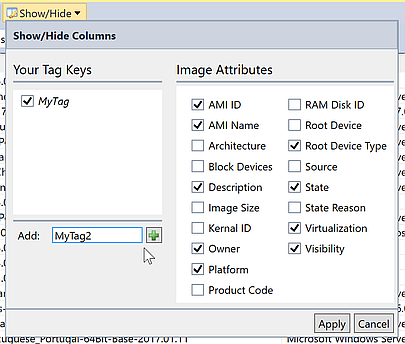 Show/Hide
Show/Hide Columns
Your Tag Keys
MyTag
Add:
MyTag2
Image Attributes
AMI ID
AMI Name
Architecture
Block Devices
Description
Image Size
Kernal ID
Owner
Platform
Product Code
RAM Disk ID
Root Device
Root Device Type
Source
State
State Reason
Virtualization
Visibility
Apply
Cancel
uguese_Portugal-64Bit-Base-2017.01.11
Microsoft Windows Serve